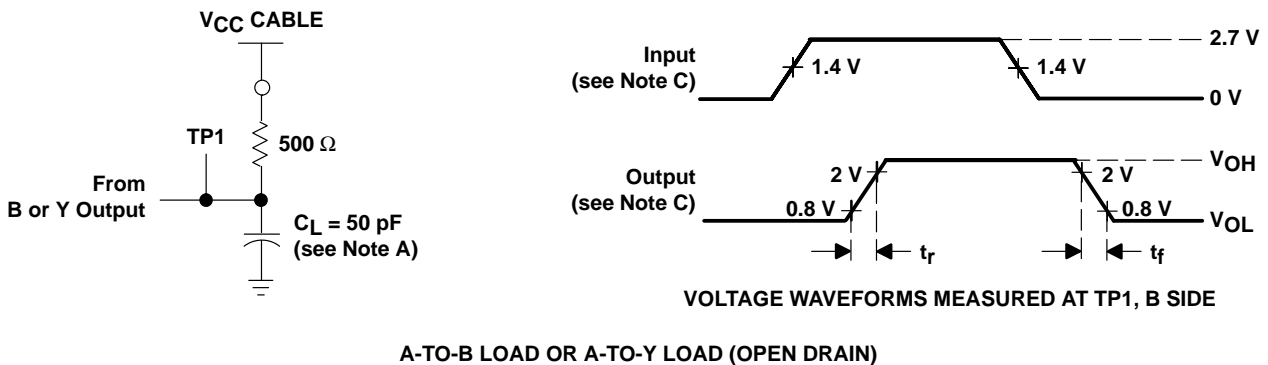 VCC CABLE
TP1
500 Ω
From
B or Y Output
CL = 50 pF
(see Note A)
Input
(see Note C)
1.4 V
1.4 V
2.7 V
0 V
Output
(see Note C)
2 V
0.8 V
2 V
0.8 V
VOH
VOL
tr
tf
VOLTAGE WAVEFORMS MEASURED AT TP1, B SIDE
A-TO-B LOAD OR A-TO-Y LOAD (OPEN DRAIN)